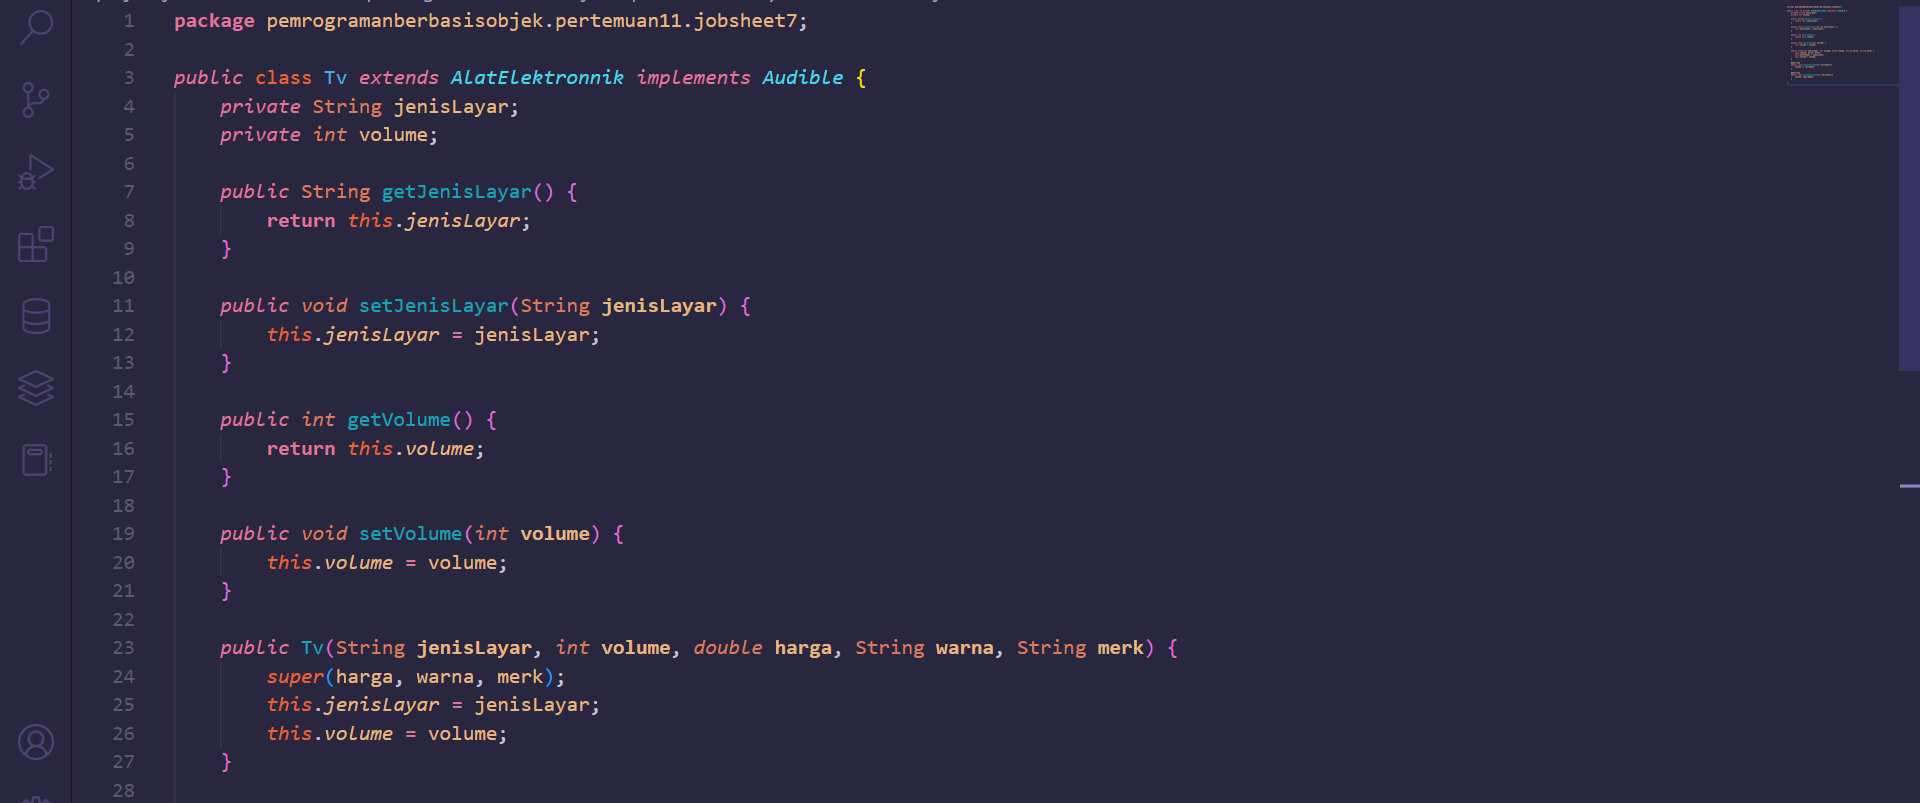 1 package pemrogramanberbasisobjek.pertemuan11.jobsheet7;
2
3 public class Tv extends AlatElektronnik implements Audible {
4     private String jenisLayar;
5     private int volume;
6
7     public String getJenisLayar() {
8         return this.jenisLayar;
9     }
10
11     public void setJenisLayar(String jenisLayar) {
12         this.jenisLayar = jenisLayar;
13     }
14
15     public int getVolume() {
16         return this.volume;
17     }
18
19     public void setVolume(int volume) {
20         this.volume = volume;
21     }
22
23     public Tv(String jenisLayar, int volume, double harga, String warna, String merk) {
24         super(harga, warna, merk);
25         this.jenisLayar = jenisLayar;
26         this.volume = volume;
27     }
28